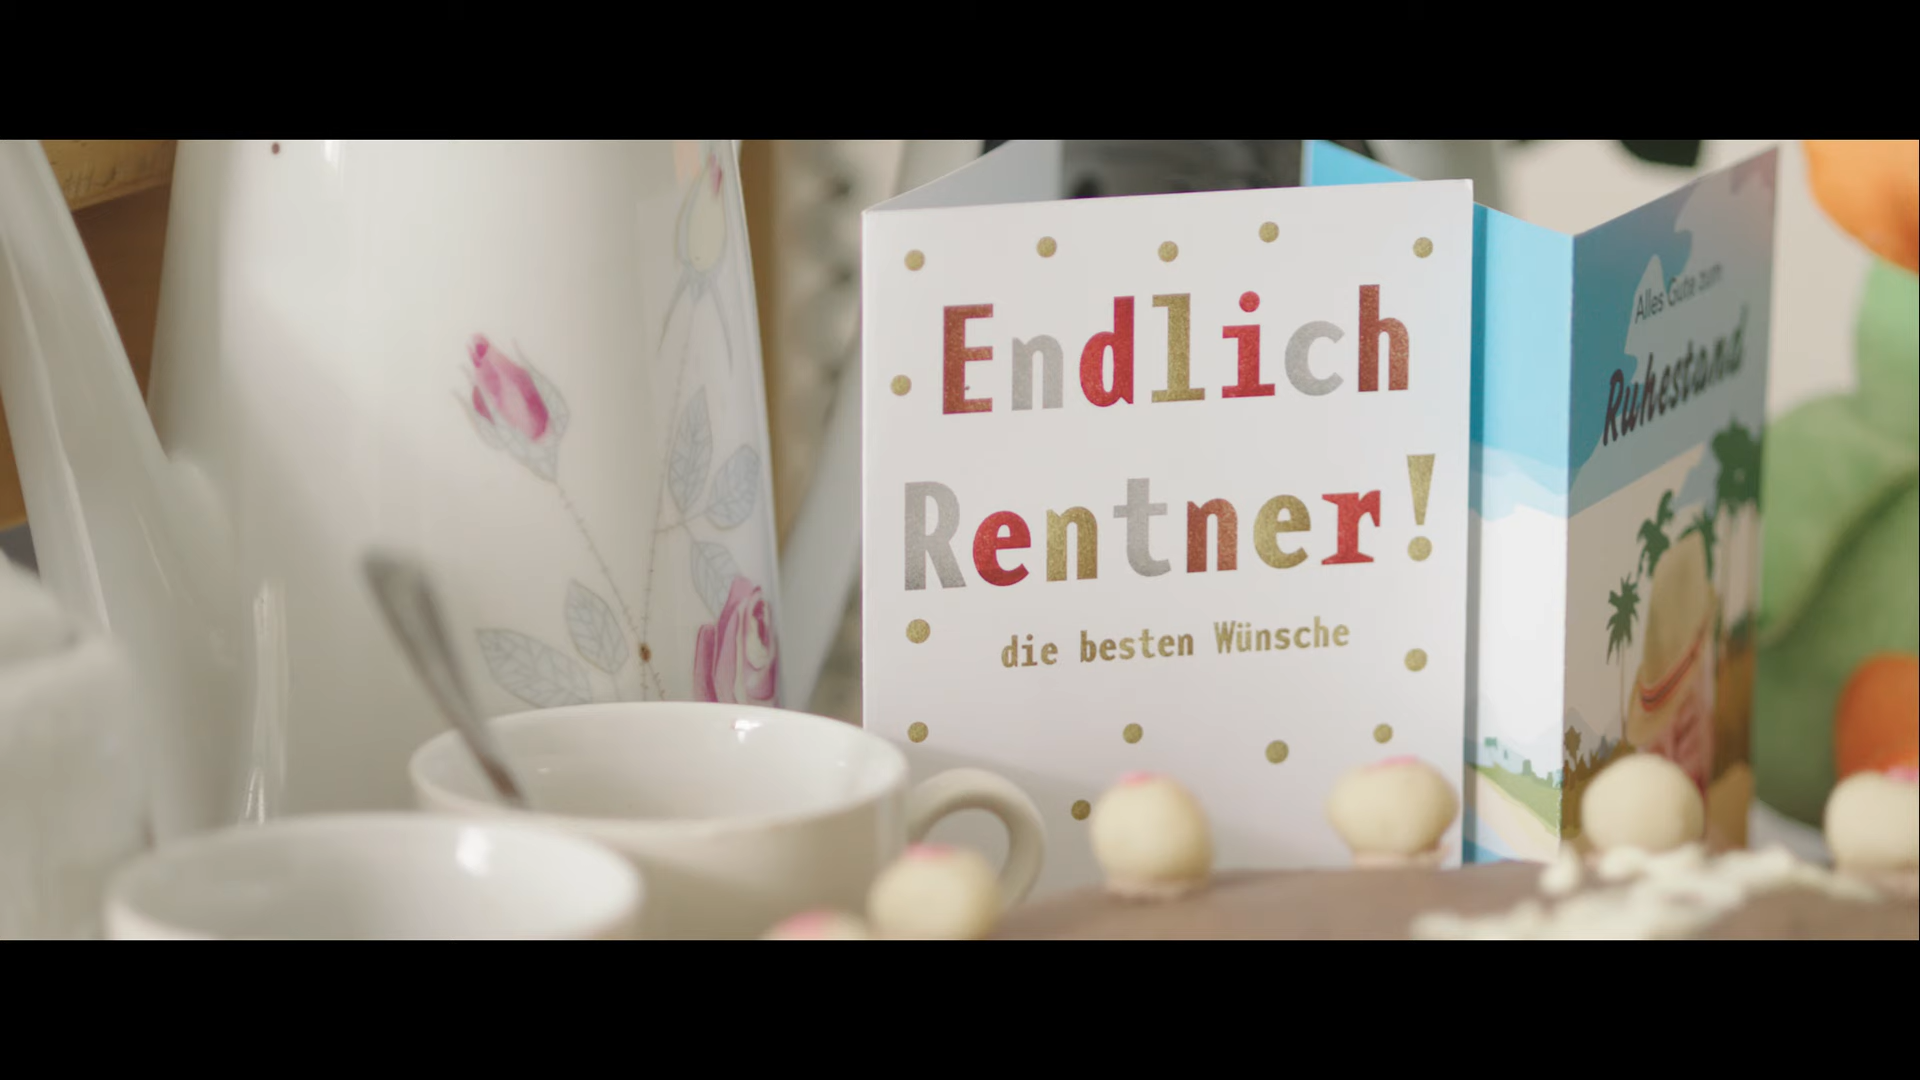 Endlich
Rentner!
die besten Wünsche
Alles Gute zum
Ruhestand